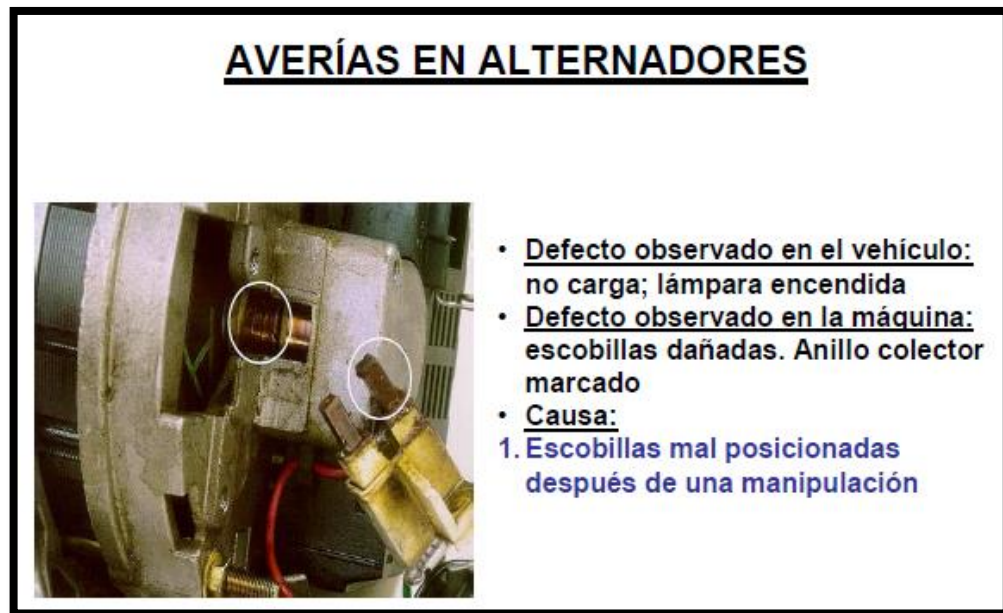 AVERÍAS EN ALTERNADORES
• Defecto observado en el vehículo:
no carga; lámpara encendida
• Defecto observado en la máquina:
escobillas dañadas. Anillo colector
marcado
• Causa:
1. Escobillas mal posicionadas
después de una manipulación